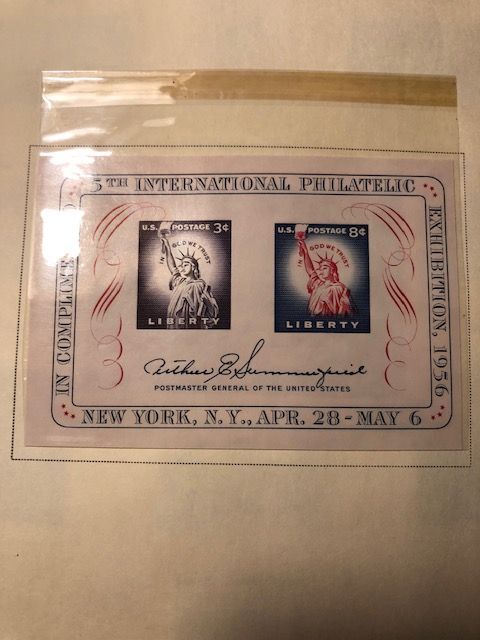 IN COMPLIMENT
5TH INTERNATIONAL PHILATELIC
EXHIBITION, 1956
U.S. POSTAGE 3¢
IN GOD WE TRUST
LIBERTY
U.S. POSTAGE 8¢
IN GOD WE TRUST
LIBERTY
Arthur E Summerfield
POSTMASTER GENERAL OF THE UNITED STATES
NEW YORK, N.Y., APR. 28-MAY 6